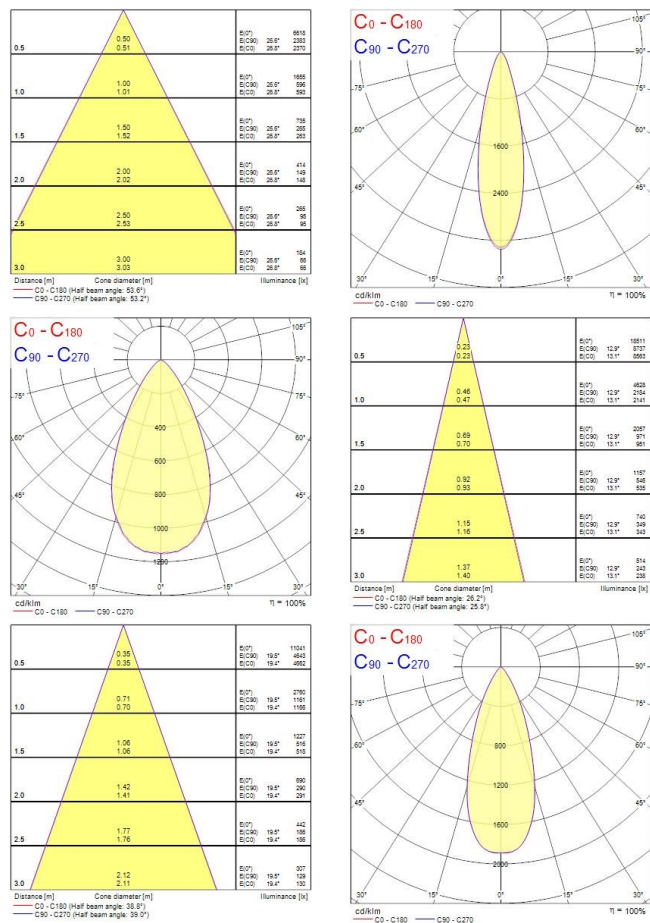 0.50
0.51
0.5
E(0°) 6618
E(C90) 26.6° 2383
E(C0) 26.8° 2370
1.00
1.01
1.0
E(0°) 1655
E(C90) 26.6° 596
E(C0) 26.8° 593
1.50
1.52
1.5
E(0°) 735
E(C90) 26.6° 265
E(C0) 26.8° 263
2.00
2.02
2.0
E(0°) 414
E(C90) 26.6° 149
E(C0) 26.8° 148
2.50
2.53
2.5
E(0°) 265
E(C90) 26.6° 95
E(C0) 26.8° 95
3.00
3.03
3.0
E(0°) 184
E(C90) 26.6° 66
E(C0) 26.8° 66
Distance [m] Cone diameter [m] Illuminance [lx]
C0 - C180 (Half beam angle: 53.6°)
C90 - C270 (Half beam angle: 53.2°)
C0 - C180
C90 - C270
105°
90°
75° 75°
60° 60°
1600
45° 45°
2400
30° 15° 0° 15° 30°
cd/klm η = 100%
C0 - C180 C90 - C270
C0 - C180
C90 - C270
105°
90°
75° 75°
400
60° 60°
600
45° 800 45°
1000
1200
30° 15° 0° 15° 30°
cd/klm η = 100%
C0 - C180 C90 - C270
0.23
0.23
0.5
E(0°) 18511
E(C90) 12.9° 8737
E(C0) 13.1° 8563
0.46
0.47
1.0
E(0°) 4628
E(C90) 12.9° 2184
E(C0) 13.1° 2141
0.69
0.70
1.5
E(0°) 2057
E(C90) 12.9° 971
E(C0) 13.1° 951
0.92
0.93
2.0
E(0°) 1157
E(C90) 12.9° 546
E(C0) 13.1° 535
1.15
1.16
2.5
E(0°) 740
E(C90) 12.9° 349
E(C0) 13.1° 343
1.37
1.40
3.0
E(0°) 514
E(C90) 12.9° 243
E(C0) 13.1° 238
Distance [m] Cone diameter [m] Illuminance [lx]
C0 - C180 (Half beam angle: 26.2°)
C90 - C270 (Half beam angle: 25.8°)
0.35
0.35
0.5
E(0°) 11041
E(C90) 19.5° 4643
E(C0) 19.4° 4662
0.71
0.70
1.0
E(0°) 2760
E(C90) 19.5° 1161
E(C0) 19.4° 1166
1.06
1.06
1.5
E(0°) 1227
E(C90) 19.5° 516
E(C0) 19.4° 518
1.42
1.41
2.0
E(0°) 690
E(C90) 19.5° 290
E(C0) 19.4° 291
1.77
1.76
2.5
E(0°) 442
E(C90) 19.5° 186
E(C0) 19.4° 186
2.12
2.11
3.0
E(0°) 307
E(C90) 19.5° 129
E(C0) 19.4° 130
Distance [m] Cone diameter [m] Illuminance [lx]
C0 - C180 (Half beam angle: 38.8°)
C90 - C270 (Half beam angle: 39.0°)
C0 - C180
C90 - C270
105°
90°
75° 75°
800
60° 60°
1200
45° 45°
1600
2000
30° 15° 0° 15° 30°
cd/klm η = 100%
C0 - C180 C90 - C270